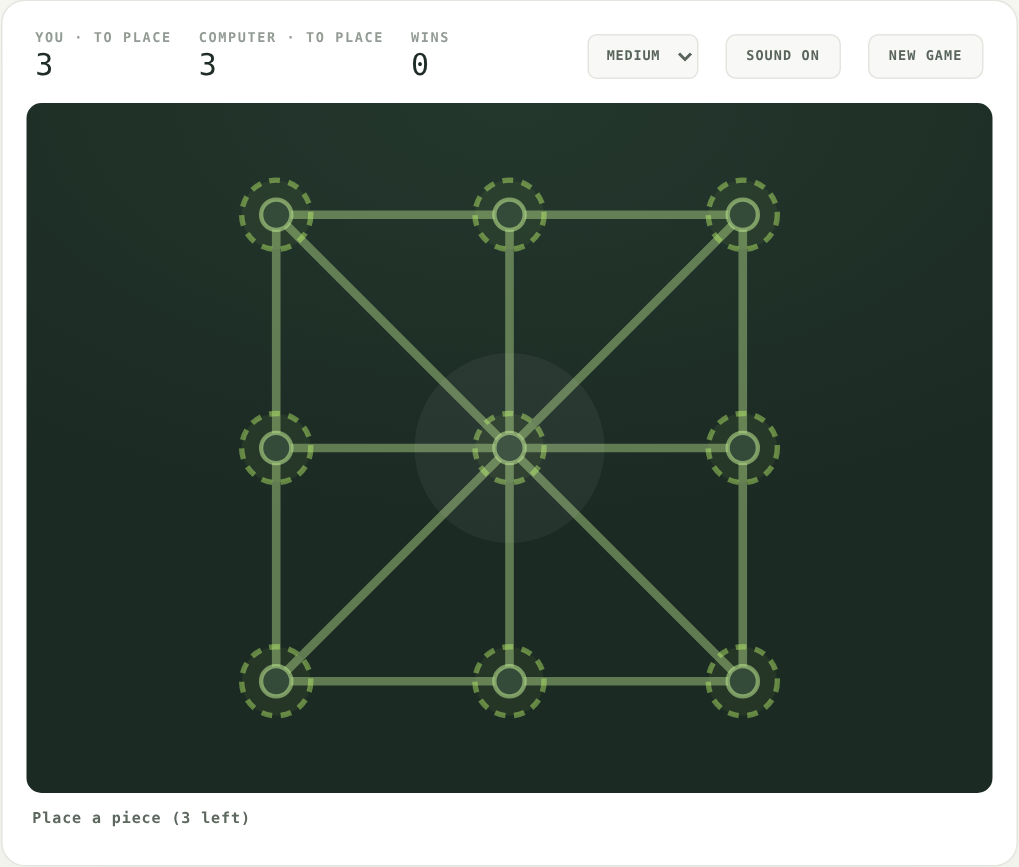 YOU · TO PLACE
3
COMPUTER · TO PLACE
3
WINS
0
MEDIUM
SOUND ON
NEW GAME
Place a piece (3 left)